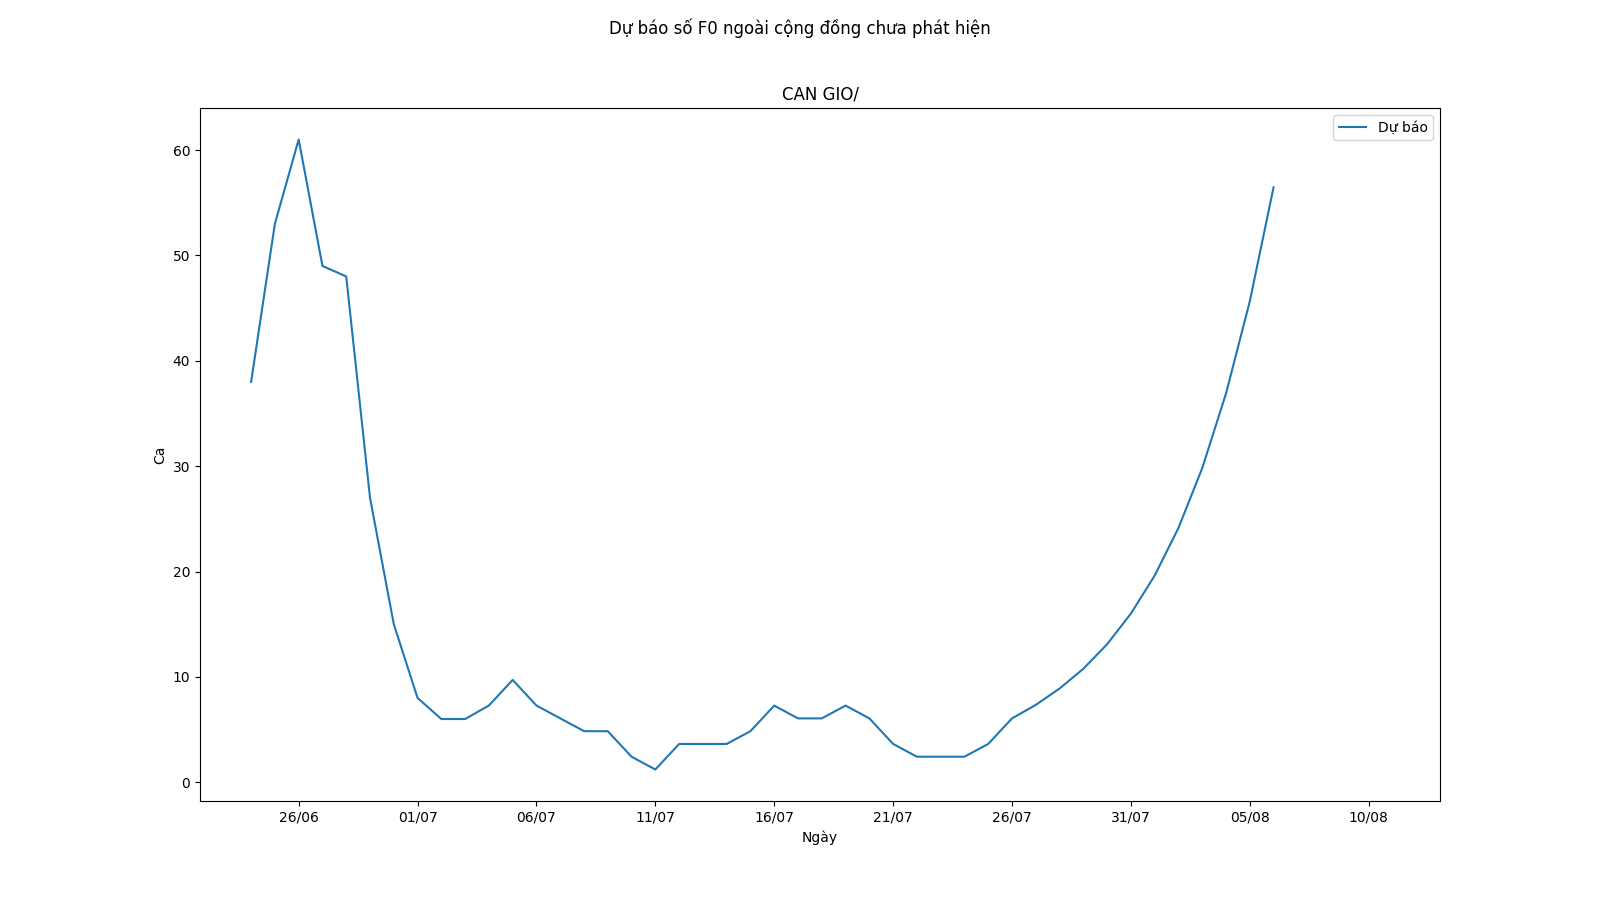 Dự báo số F0 ngoài cộng đồng chưa phát hiện
CAN GIO/
Dự báo
60
50
40
30
20
10
0
Ca
26/06 01/07 06/07 11/07 16/07 21/07 26/07 31/07 05/08 10/08
Ngày